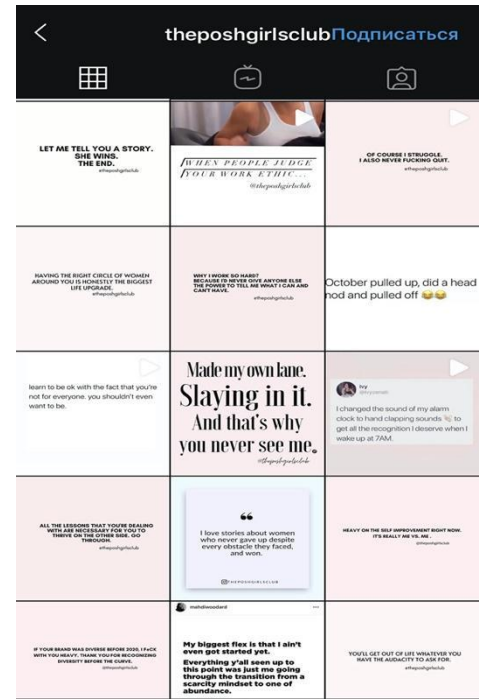 theposhgirlsclub Подписаться
LET ME TELL YOU A STORY.
SHE WINS.
THE END.
@theposhgirlsclub
WHEN PEOPLE JUDGE
YOUR WORK ETHIC...
@theposhgirlsclub
OF COURSE I STRUGGLE.
I ALSO NEVER FUCKING QUIT.
@theposhgirlsclub
HAVING THE RIGHT CIRCLE OF WOMEN
AROUND YOU IS HONESTLY THE BIGGEST
LIFE UPGRADE.
@theposhgirlsclub
WHY I WORK SO HARD?
BECAUSE I'D NEVER GIVE ANYONE ELSE
THE POWER TO TELL ME WHAT I CAN AND
CAN'T HAVE.
@theposhgirlsclub
October pulled up, did a head
nod and pulled off 😂😂
learn to be ok with the fact that you're
not for everyone. you shouldn't even
want to be.
Made my own lane.
Slaying in it.
And that's why
you never see me.
@theposhgirlsclub
Ivy
I changed the sound of my alarm
clock to hand clapping sounds 👏🏻 to
get all the recognition I deserve when I
wake up at 7AM.
ALL THE LESSONS THAT YOU'RE DEALING
WITH ARE NECESSARY FOR YOU TO
THRIVE ON THE OTHER SIDE. GO
THROUGH.
@theposhgirlsclub
I love stories about women
who never gave up despite
every obstacle they faced,
and won.
@THEPOSHGIRLSCLUB
HEAVY ON THE SELF IMPROVEMENT RIGHT NOW.
IT'S REALLY ME VS. ME.
@theposhgirlsclub
IF YOUR BRAND WAS DIVERSE BEFORE 2020, I FuCK
WITH YOU HEAVY. THANK YOU FOR RECOGNIZING
DIVERSITY BEFORE THE CURVE.
@theposhgirlsclub
mahdiwoodard
My biggest flex is that I ain't
even got started yet.
Everything y'all seen up to
this point was just me going
through the transition from a
scarcity mindset to one of
abundance.
YOU'LL GET OUT OF LIFE WHATEVER YOU
HAVE THE AUDACITY TO ASK FOR.
@theposhgirlsclub